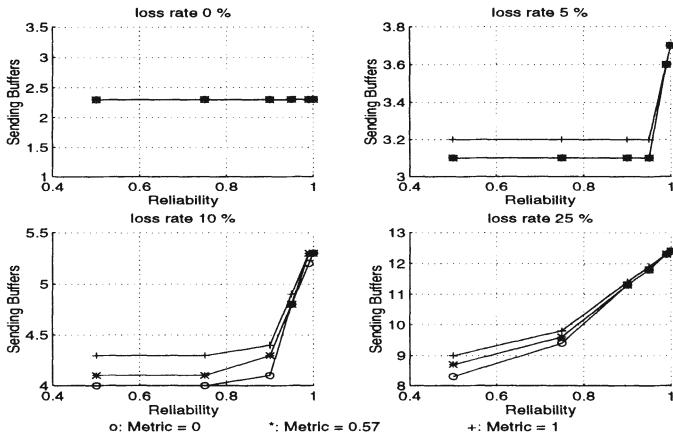 loss rate 0 %
3.5
3
2.5
2
1.5
1
Sending Buffers
0.4 0.6 0.8 1
Reliability
loss rate 5 %
3.8
3.6
3.4
3.2
3
Sending Buffers
0.4 0.6 0.8 1
Reliability
loss rate 10 %
5.5
5
4.5
4
Sending Buffers
0.4 0.6 0.8 1
Reliability
loss rate 25 %
13
12
11
10
9
8
Sending Buffers
0.4 0.6 0.8 1
Reliability
o: Metric = 0 *: Metric = 0.57 +: Metric = 1